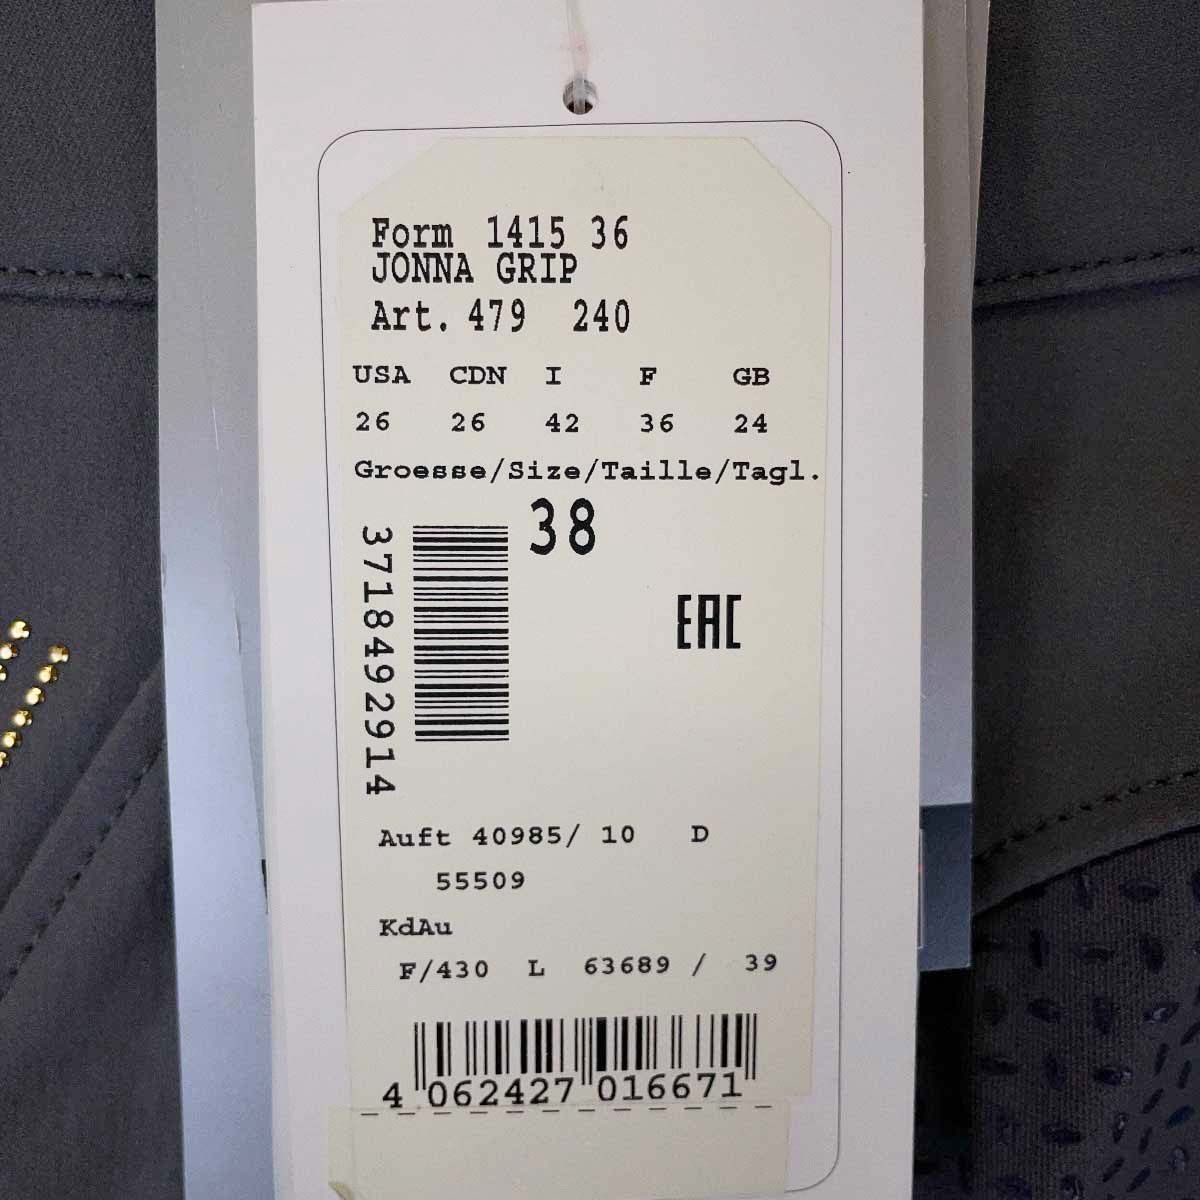 Form 1415 36
JONNA GRIP
Art. 479 240
USA CDN I F GB
26 26 42 36 24
Groesse/Size/Taille/Tagl.
38
3718492914
EAC
Auft 40985/ 10 D
55509
KdAu
F/430 L 63689 / 39
4 062427 016671